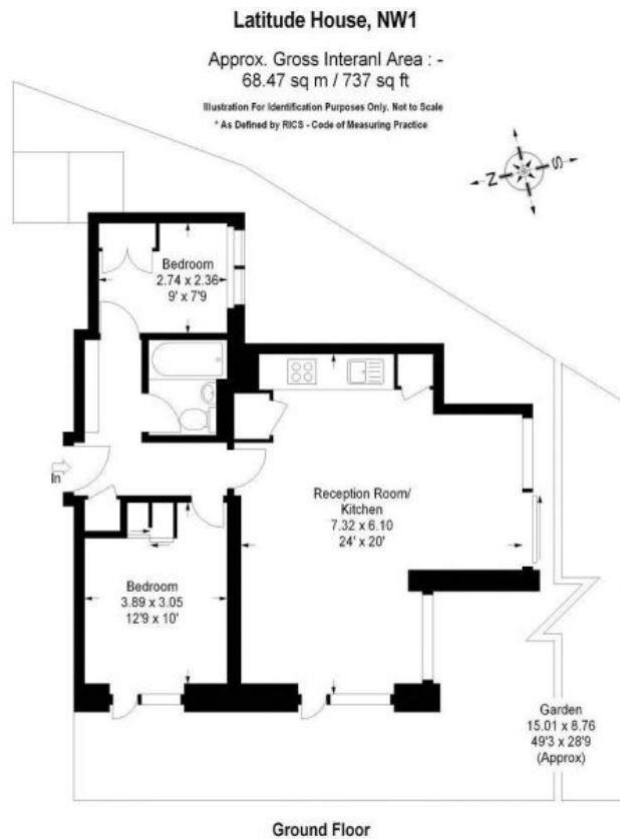 Latitude House, NW1
Approx. Gross Interanl Area : -
68.47 sq m / 737 sq ft
Illustration For Identification Purposes Only. Not to Scale
* As Defined by RICS - Code of Measuring Practice
N
S
Bedroom
2.74 x 2.36
9' x 7'9
In
Reception Room/
Kitchen
7.32 x 6.10
24' x 20'
Bedroom
3.89 x 3.05
12'9 x 10'
Garden
15.01 x 8.76
49'3 x 28'9
(Approx)
Ground Floor